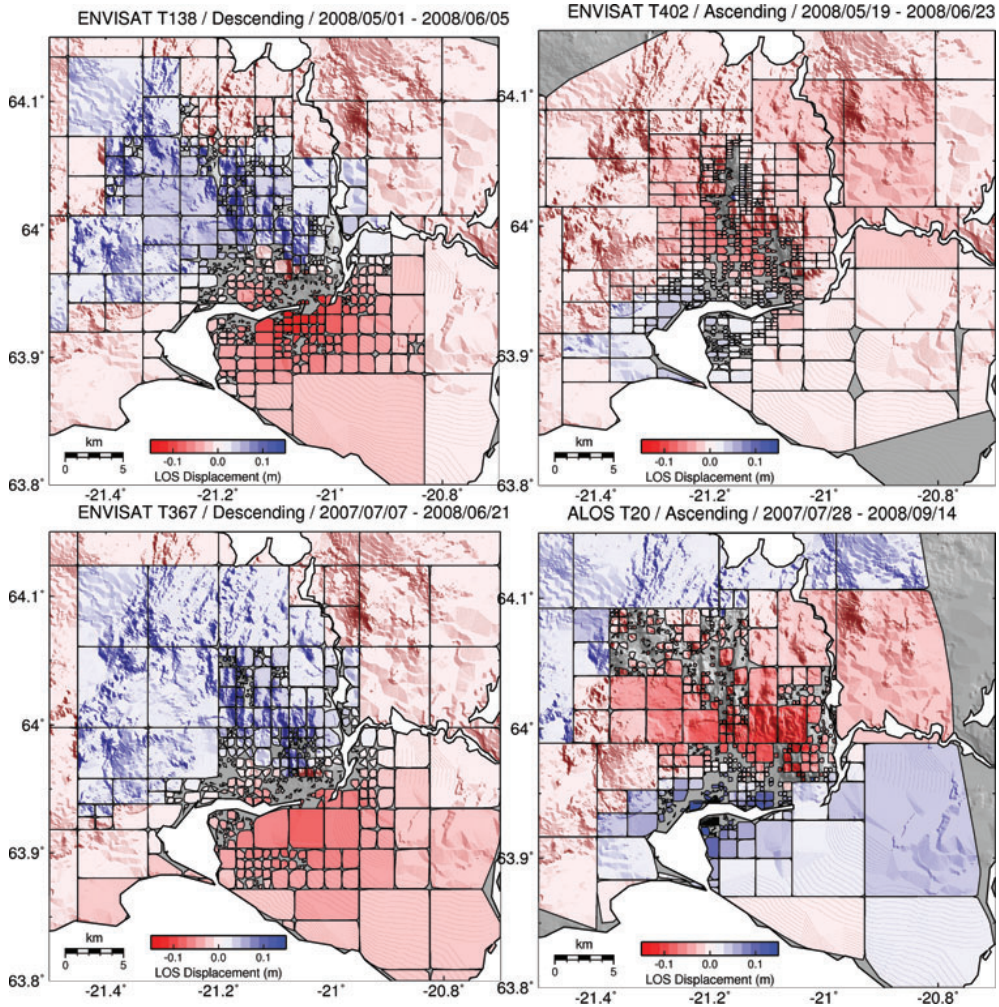 ENVISAT T138 / Descending / 2008/05/01 - 2008/06/05
ENVISAT T402 / Ascending / 2008/05/19 - 2008/06/23
64.1˚
64˚
63.9˚
63.8˚
km
0 5
-0.1 0.0 0.1
LOS Displacement (m)
-21.4˚ -21.2˚ -21˚ -20.8˚
64.1˚
64˚
63.9˚
63.8˚
km
0 5
-0.1 0.0 0.1
LOS Displacement (m)
-21.4˚ -21.2˚ -21˚ -20.8˚
ENVISAT T367 / Descending / 2007/07/07 - 2008/06/21
ALOS T20 / Ascending / 2007/07/28 - 2008/09/14
64.1˚
64˚
63.9˚
63.8˚
km
0 5
-0.1 0.0 0.1
LOS Displacement (m)
-21.4˚ -21.2˚ -21˚ -20.8˚
64.1˚
64˚
63.9˚
63.8˚
km
0 5
-0.1 0.0 0.1
LOS Displacement (m)
-21.4˚ -21.2˚ -21˚ -20.8˚